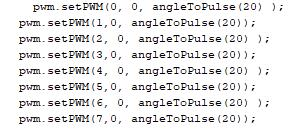 pwm.setPWM(0, 0, angleToPulse(20) );
pwm.setPWM(1,0, angleToPulse(20));
pwm.setPWM(2, 0, angleToPulse(20) );
pwm.setPWM(3,0, angleToPulse(20));
pwm.setPWM(4, 0, angleToPulse(20) );
pwm.setPWM(5,0, angleToPulse(20));
pwm.setPWM(6, 0, angleToPulse(20) );
pwm.setPWM(7,0, angleToPulse(20));